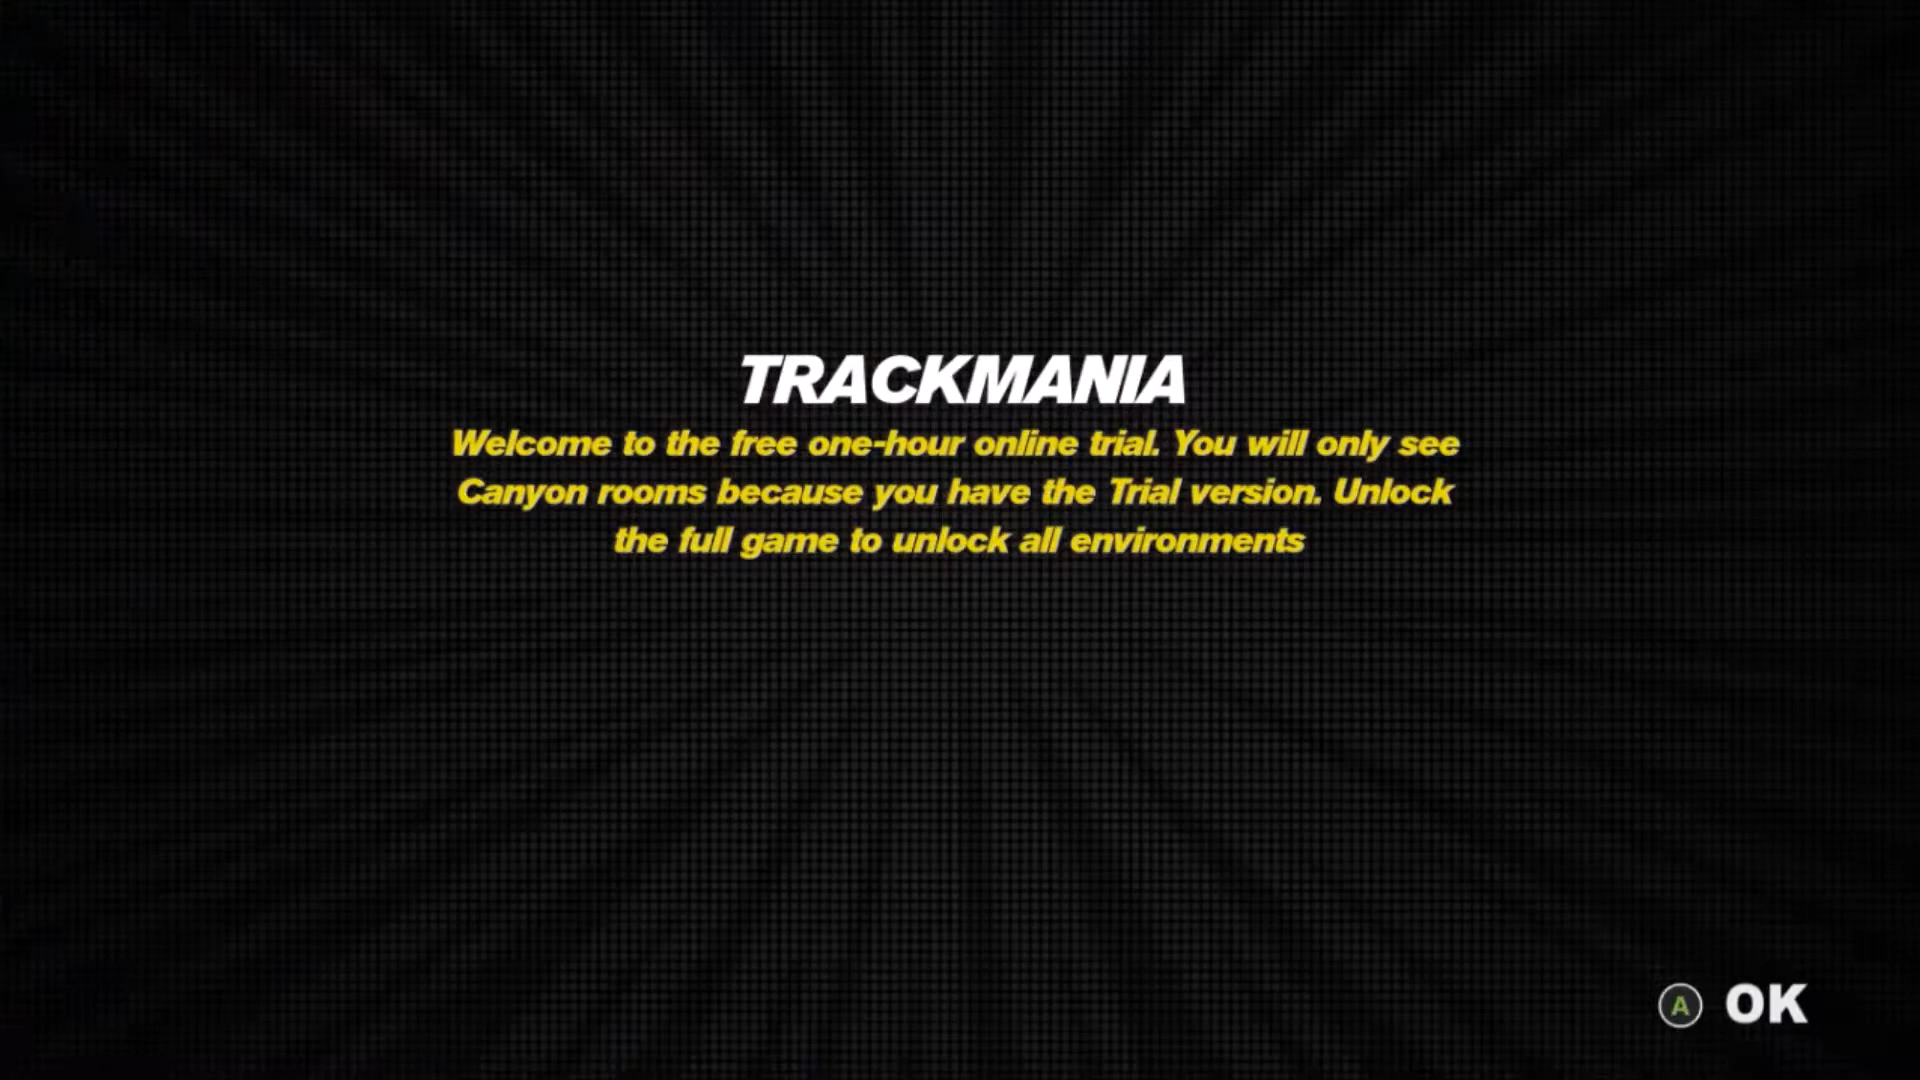 TRACKMANIA
Welcome to the free one-hour online trial. You will only see
Canyon rooms because you have the Trial version. Unlock
the full game to unlock all environments
A OK